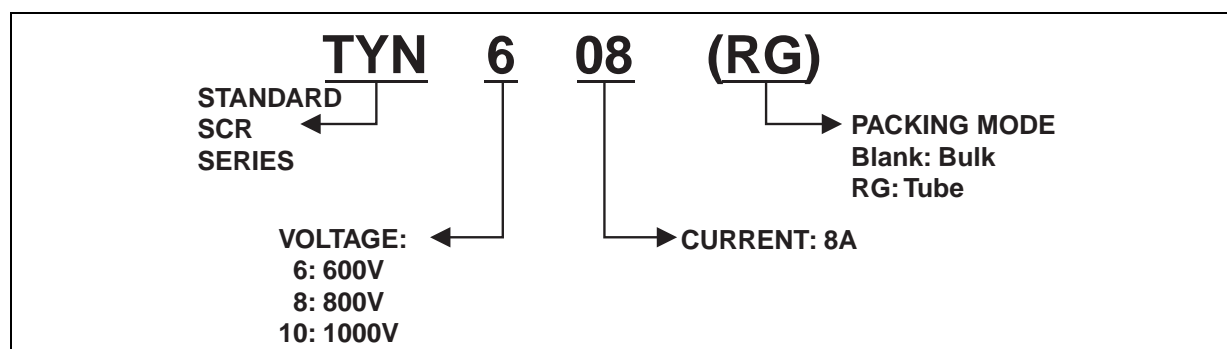 TYN 6 08 (RG)
STANDARD
SCR
SERIES
PACKING MODE
Blank: Bulk
RG: Tube
VOLTAGE:
6: 600V
8: 800V
10: 1000V
CURRENT: 8A